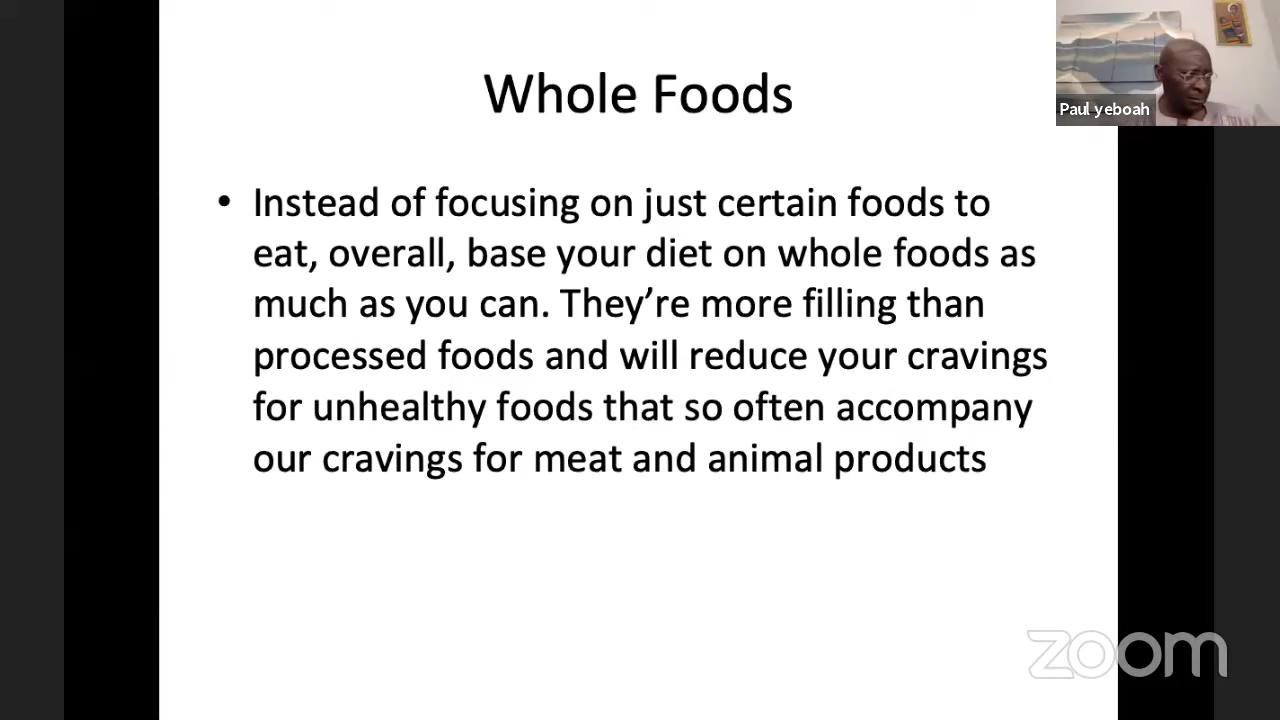 Whole Foods
Paul yeboah
• Instead of focusing on just certain foods to
eat, overall, base your diet on whole foods as
much as you can. They’re more filling than
processed foods and will reduce your cravings
for unhealthy foods that so often accompany
our cravings for meat and animal products
zoom